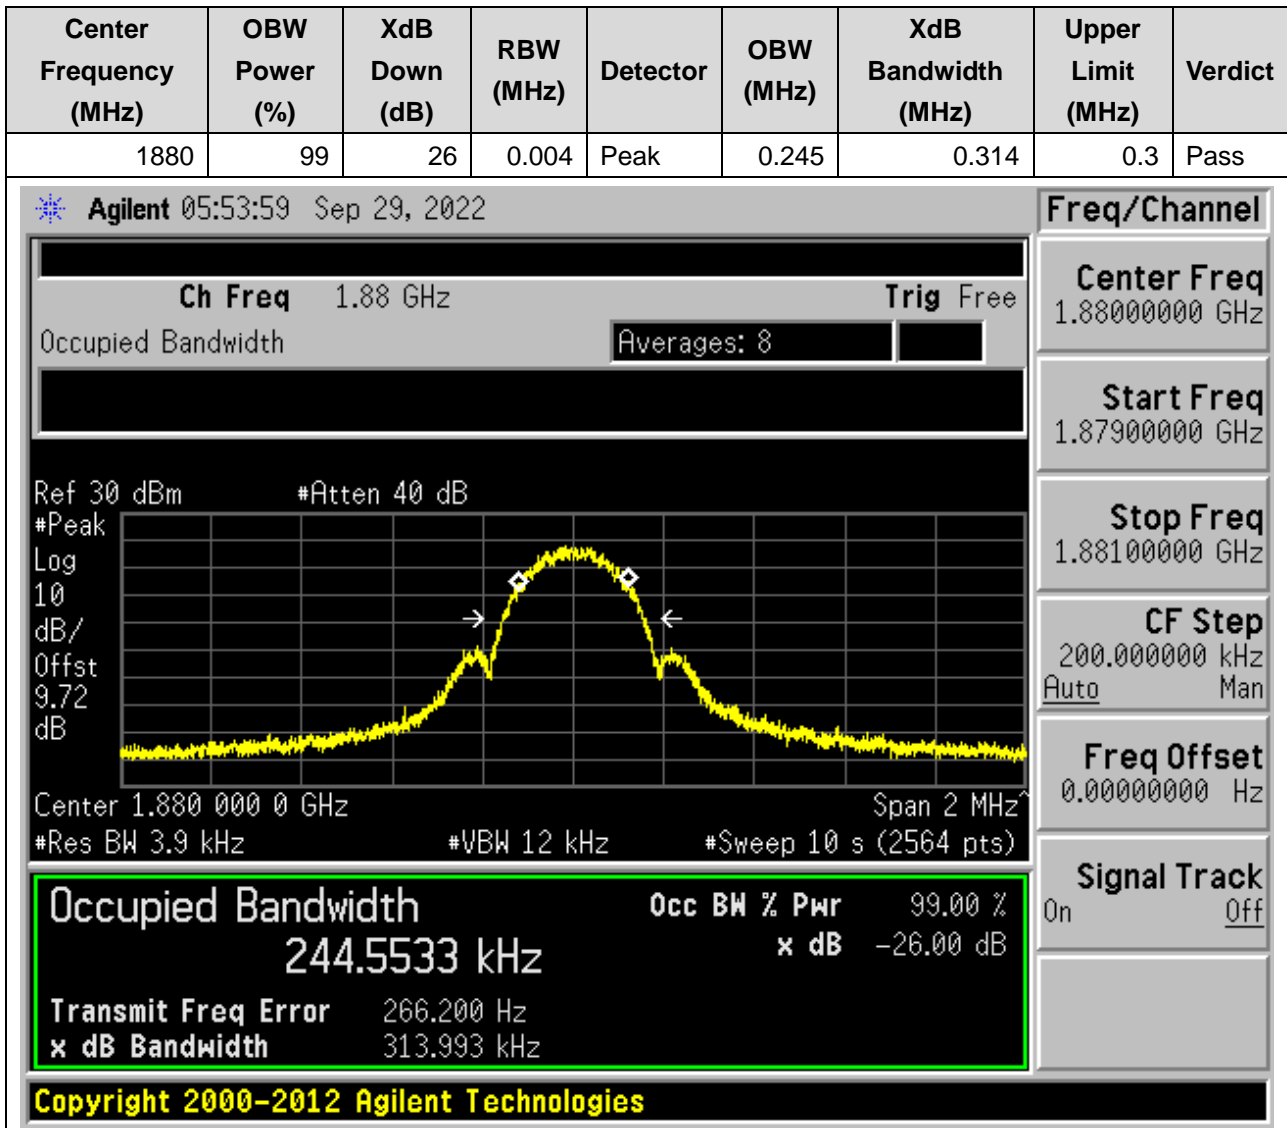 Center Frequency (MHz) OBW Power (%) XdB Down (dB) RBW (MHz) Detector OBW (MHz) XdB Bandwidth (MHz) Upper Limit (MHz) Verdict
1880 99 26 0.004 Peak 0.245 0.314 0.3 Pass
Agilent 05:53:59 Sep 29, 2022
Freq/Channel
Ch Freq 1.88 GHz Trig Free
Occupied Bandwidth Averages: 8
Ref 30 dBm #Atten 40 dB
#Peak
Log
10
dB/
Offst
9.72
dB
Center 1.880 000 0 GHz Span 2 MHz^
#Res BW 3.9 kHz #VBW 12 kHz #Sweep 10 s (2564 pts)
Occupied Bandwidth Occ BW % Pwr 99.00 %
244.5533 kHz x dB -26.00 dB
Transmit Freq Error 266.200 Hz
x dB Bandwidth 313.993 kHz
Center Freq
1.88000000 GHz
Start Freq
1.87900000 GHz
Stop Freq
1.88100000 GHz
CF Step
200.000000 kHz
Auto Man
Freq Offset
0.00000000 Hz
Signal Track
On Off
Copyright 2000-2012 Agilent Technologies